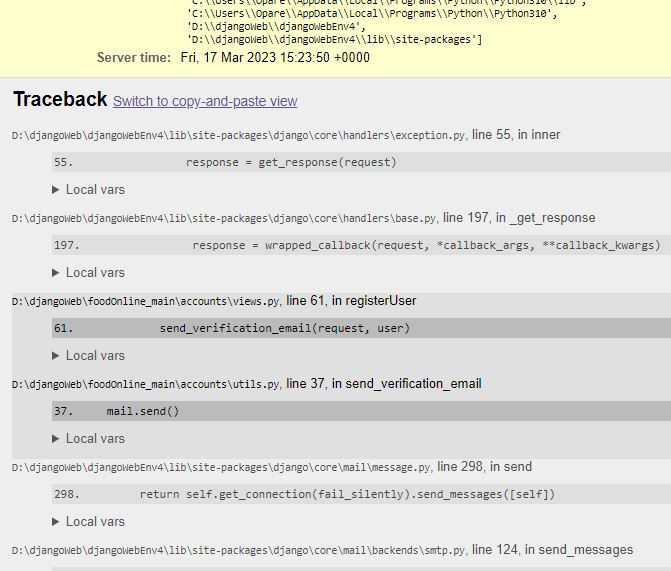 'C:\\Users\\Opare\\AppData\\Local\\Programs\\Python\\Python310\\lib',
'C:\\Users\\Opare\\AppData\\Local\\Programs\\Python\\Python310',
'D:\\djangoWeb\\djangoWebEnv4',
'D:\\djangoWeb\\djangoWebEnv4\\lib\\site-packages']
Server time: Fri, 17 Mar 2023 15:23:50 +0000
Traceback Switch to copy-and-paste view
D:\djangoWeb\djangoWebEnv4\lib\site-packages\django\core\handlers\exception.py, line 55, in inner
55. response = get_response(request)
▶ Local vars
D:\djangoWeb\djangoWebEnv4\lib\site-packages\django\core\handlers\base.py, line 197, in _get_response
197. response = wrapped_callback(request, *callback_args, **callback_kwargs)
▶ Local vars
D:\djangoWeb\foodOnline_main\accounts\views.py, line 61, in registerUser
61. send_verification_email(request, user)
▶ Local vars
D:\djangoWeb\foodOnline_main\accounts\utils.py, line 37, in send_verification_email
37. mail.send()
▶ Local vars
D:\djangoWeb\djangoWebEnv4\lib\site-packages\django\core\mail\message.py, line 298, in send
298. return self.get_connection(fail_silently).send_messages([self])
▶ Local vars
D:\djangoWeb\djangoWebEnv4\lib\site-packages\django\core\mail\backends\smtp.py, line 124, in send_messages